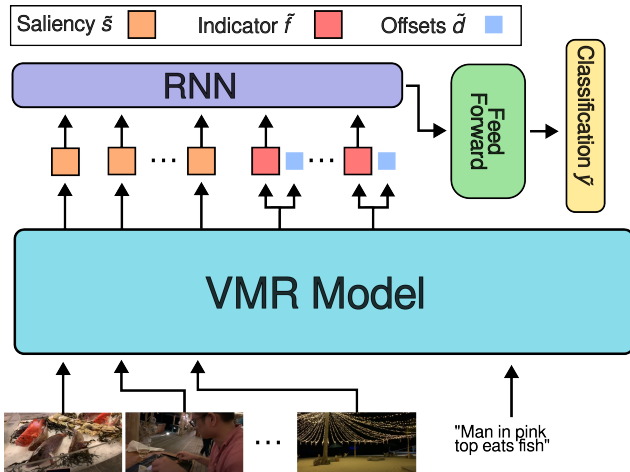 Saliency s̃ Indicator f̃ Offsets d̃
RNN
Feed
Forward
Classification ỹ
... ...
VMR Model
...
"Man in pink
top eats fish"